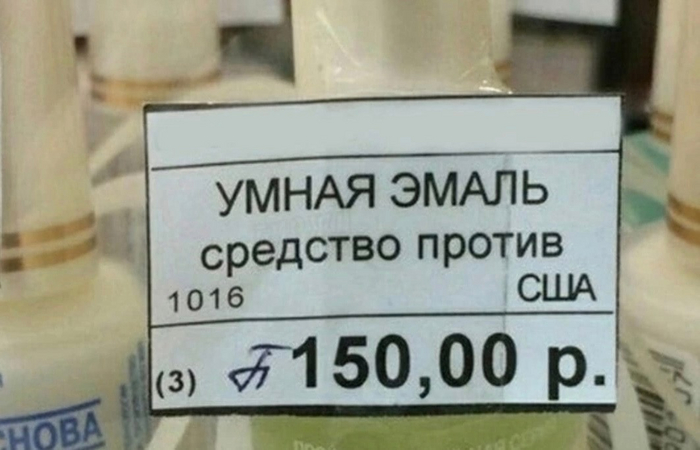 УМНАЯ ЭМАЛЬ
средство против
1016 США
(3) 150,00 р.
СНОВА